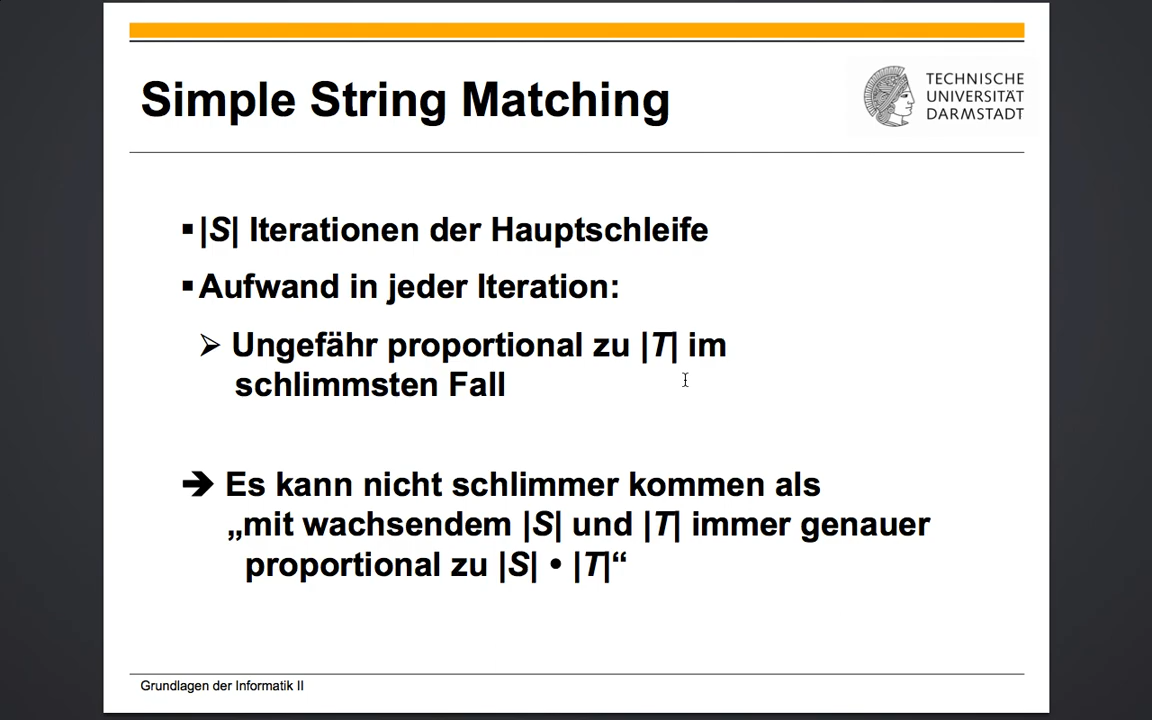 Simple String Matching
TECHNISCHE
UNIVERSITÄT
DARMSTADT
▪|S| Iterationen der Hauptschleife
▪Aufwand in jeder Iteration:
➢ Ungefähr proportional zu |T| im
schlimmsten Fall
➔ Es kann nicht schlimmer kommen als
„mit wachsendem |S| und |T| immer genauer
proportional zu |S| • |T|“
Grundlagen der Informatik II